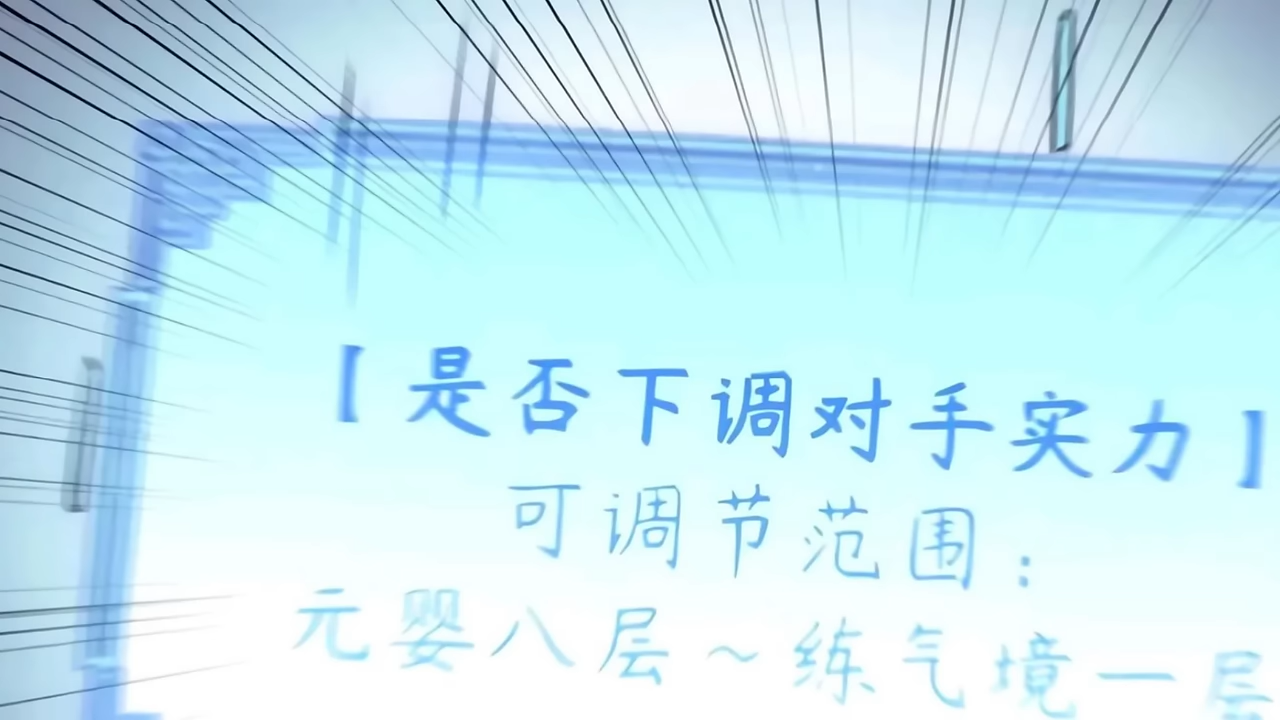 【是否下调对手实力】
可调节范围：
元婴八层～练气境一层